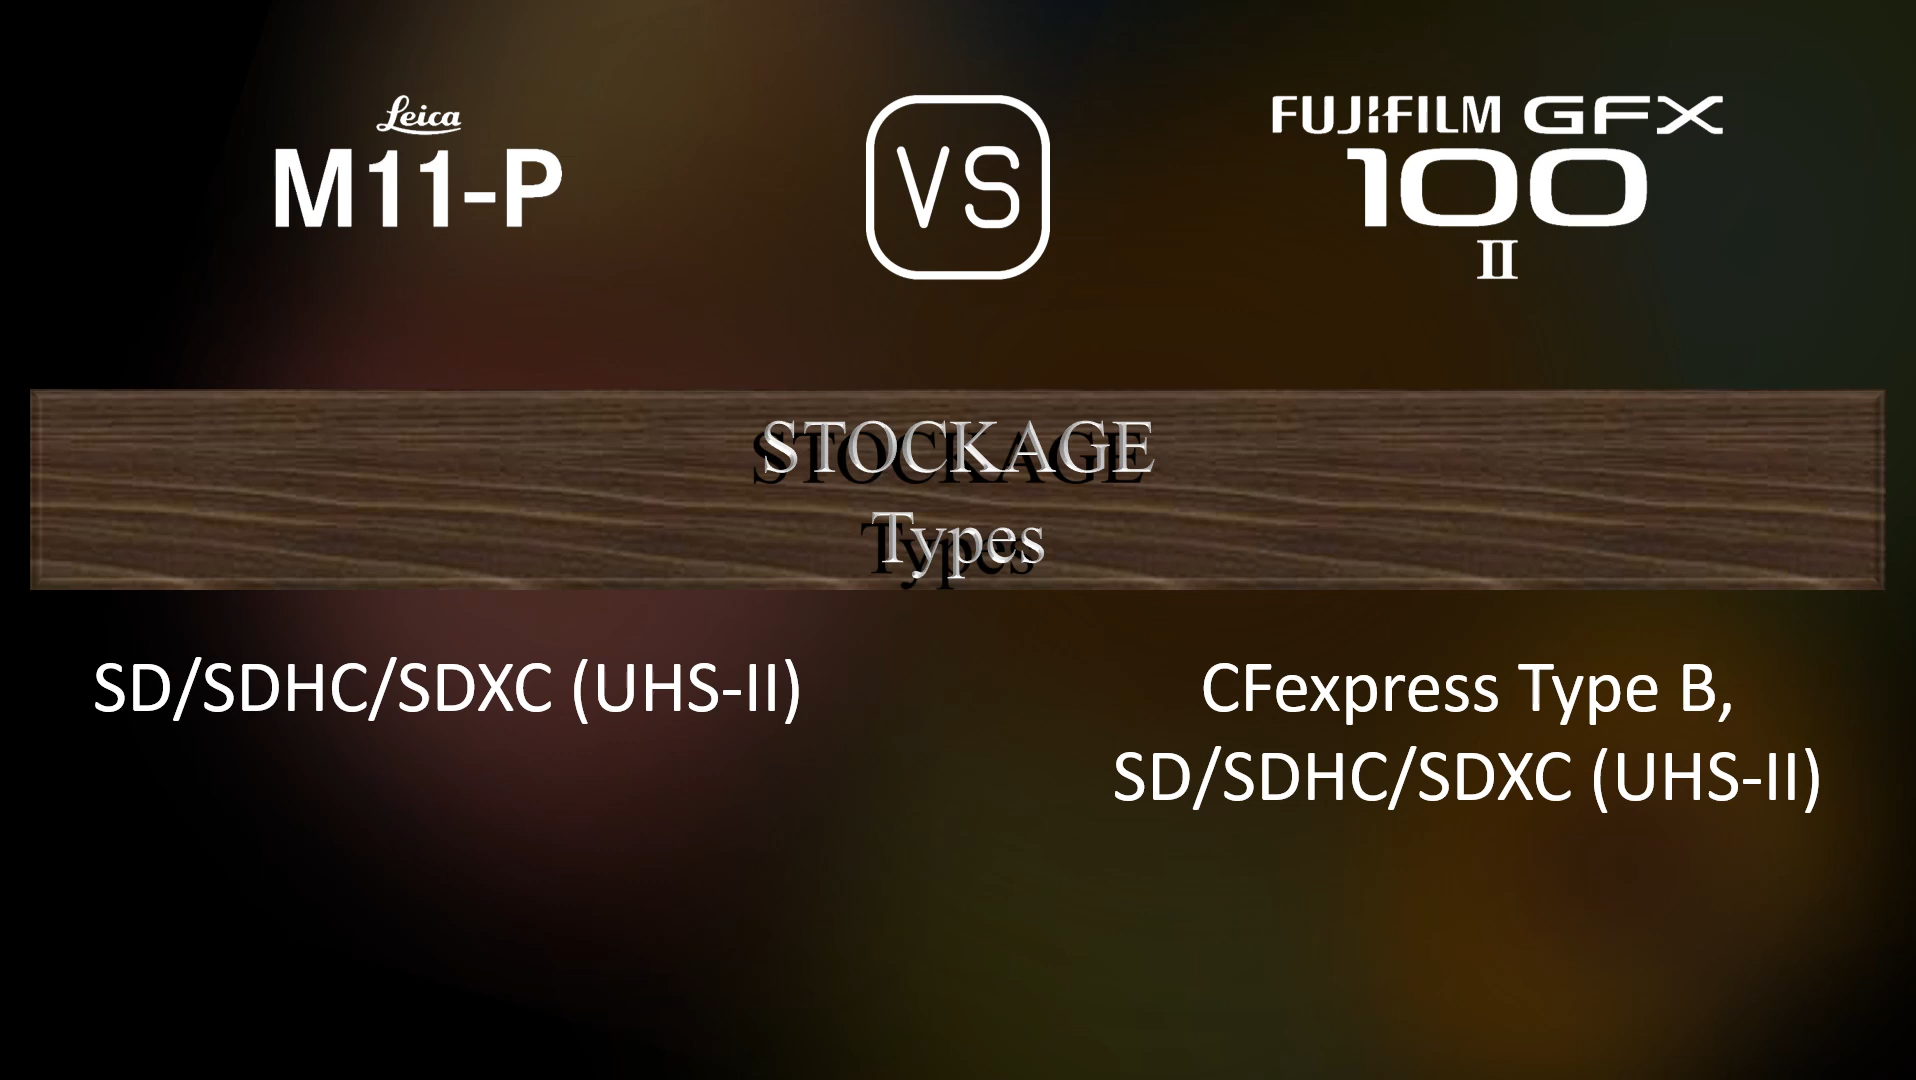 Leica
M11-P
VS
FUJIFILM GFX
100
II
STOCKAGE
Types
SD/SDHC/SDXC (UHS-II)
CFexpress Type B,
SD/SDHC/SDXC (UHS-II)